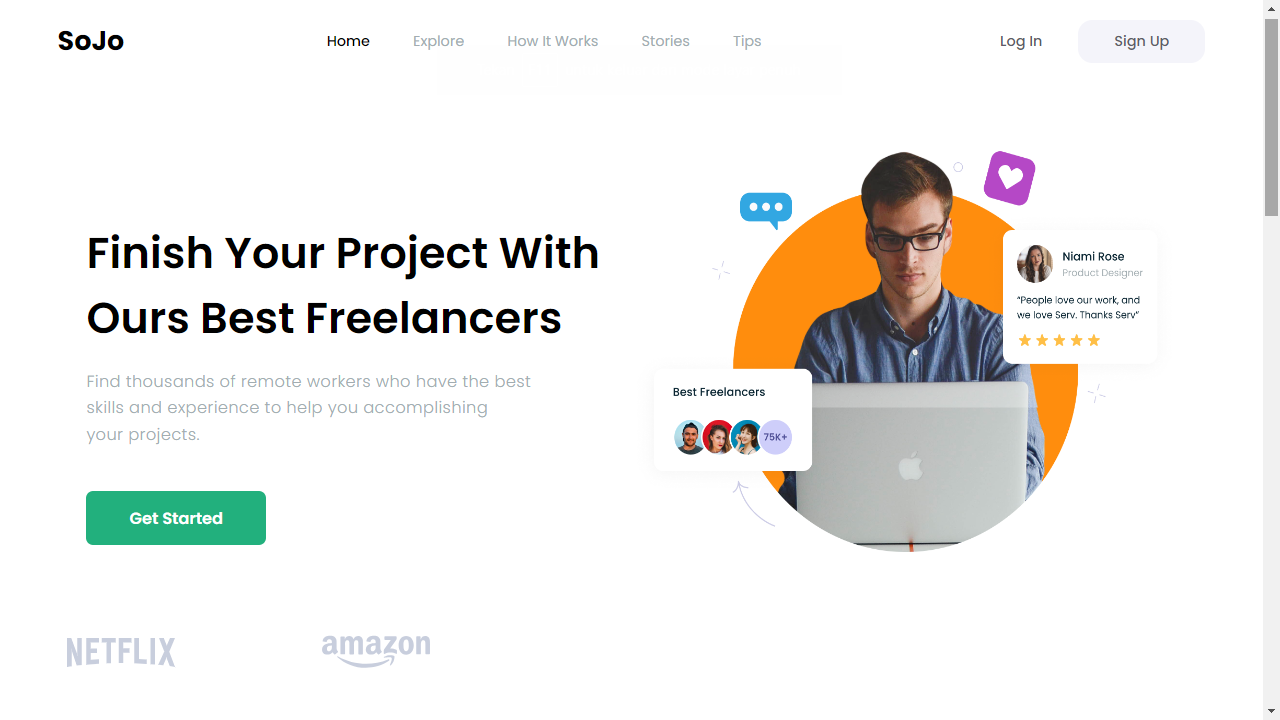 SoJo
Home
Explore
How It Works
Stories
Tips
Log In
Sign Up
Finish Your Project With
Ours Best Freelancers
Find thousands of remote workers who have the best
skills and experience to help you accomplishing
your projects.
Get Started
Niami Rose
Product Designer
“People love our work, and
we love Serv. Thanks Serv”
Best Freelancers
75K+
NETFLIX
amazon